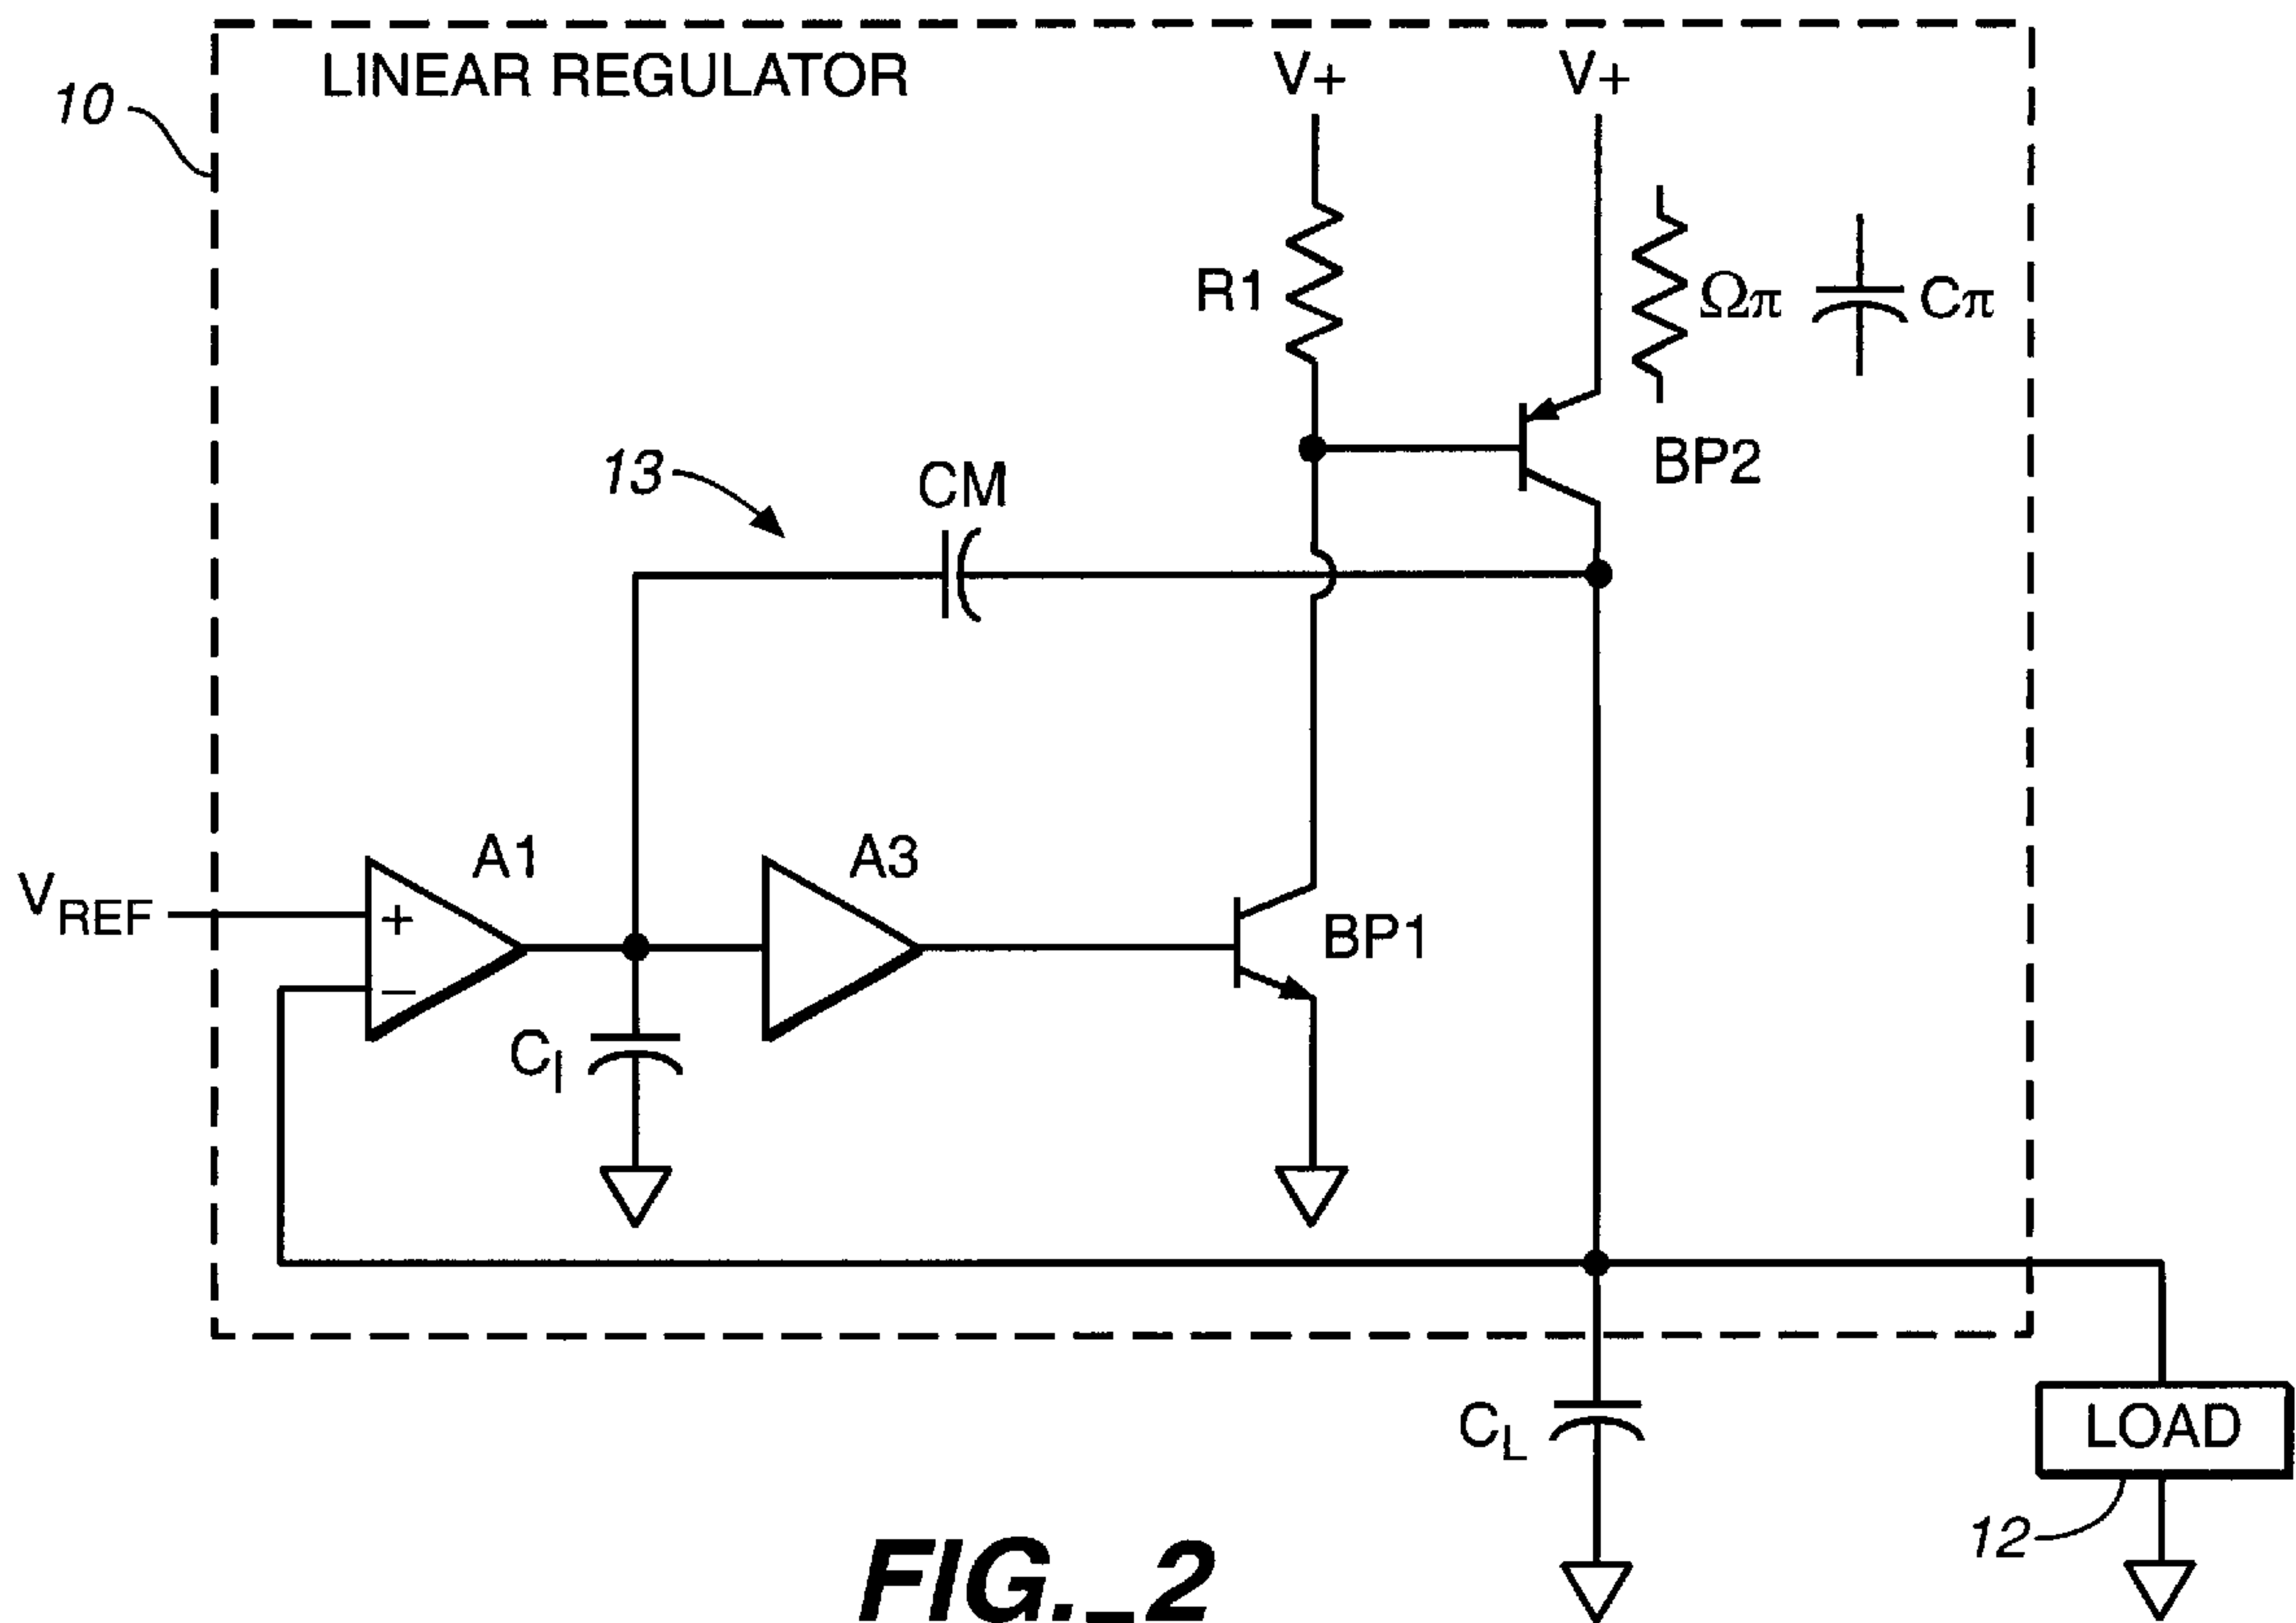 10
LINEAR REGULATOR
V+
V+
R1
Ωπ
Cπ
BP2
13
CM
A1
A3
VREF
+
−
BP1
CI
CL
LOAD
12
FIG._2